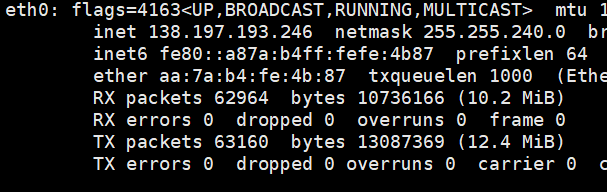 eth0: flags=4163<UP,BROADCAST,RUNNING,MULTICAST>  mtu 1
inet 138.197.193.246  netmask 255.255.240.0  br
inet6 fe80::a87a:b4ff:fefe:4b87  prefixlen 64
ether aa:7a:b4:fe:4b:87  txqueuelen 1000  (Ethe
RX packets 62964  bytes 10736166 (10.2 MiB)
RX errors 0  dropped 0  overruns 0  frame 0
TX packets 63160  bytes 13087369 (12.4 MiB)
TX errors 0  dropped 0 overruns 0  carrier 0  c